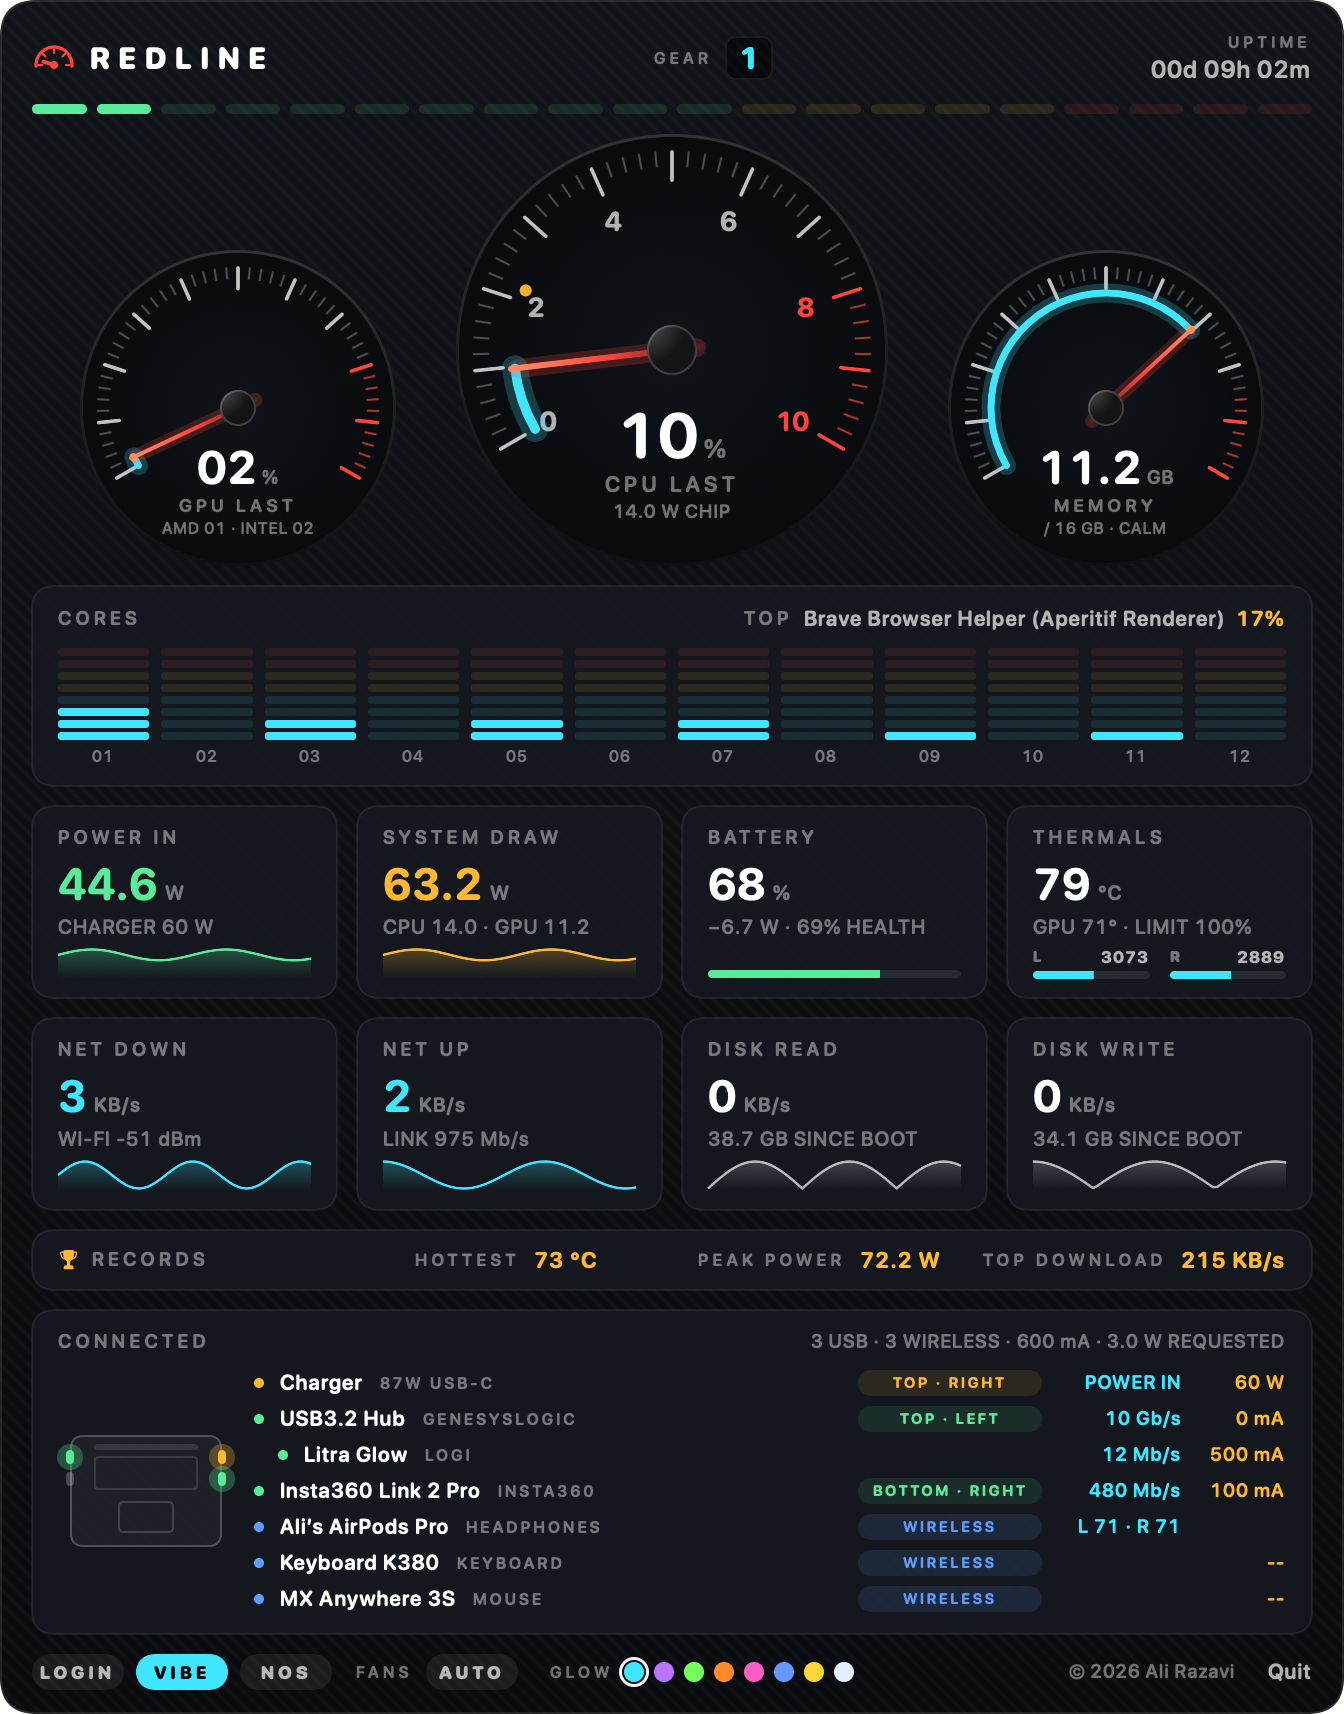 REDLINE
GEAR 1
UPTIME
00d 09h 02m
4 6
2 8
0 10
10 %
CPU LAST
14.0 W CHIP
02 %
GPU LAST
AMD 01 · INTEL 02
11.2 GB
MEMORY
/ 16 GB · CALM
CORES TOP Brave Browser Helper (Aperitif Renderer) 17%
01 02 03 04 05 06 07 08 09 10 11 12
POWER IN
44.6 W
CHARGER 60 W
SYSTEM DRAW
63.2 W
CPU 14.0 · GPU 11.2
BATTERY
68 %
−6.7 W · 69% HEALTH
THERMALS
79 °C
GPU 71° · LIMIT 100%
L 3073 R 2889
NET DOWN
3 KB/s
WI-FI -51 dBm
NET UP
2 KB/s
LINK 975 Mb/s
DISK READ
0 KB/s
38.7 GB SINCE BOOT
DISK WRITE
0 KB/s
34.1 GB SINCE BOOT
RECORDS HOTTEST 73 °C PEAK POWER 72.2 W TOP DOWNLOAD 215 KB/s
CONNECTED 3 USB · 3 WIRELESS · 600 mA · 3.0 W REQUESTED
Charger 87W USB-C TOP · RIGHT POWER IN 60 W
USB3.2 Hub GENESYSLOGIC TOP · LEFT 10 Gb/s 0 mA
Litra Glow LOGI 12 Mb/s 500 mA
Insta360 Link 2 Pro INSTA360 BOTTOM · RIGHT 480 Mb/s 100 mA
Ali’s AirPods Pro HEADPHONES WIRELESS L 71 · R 71
Keyboard K380 KEYBOARD WIRELESS --
MX Anywhere 3S MOUSE WIRELESS --
LOGIN VIBE NOS FANS AUTO GLOW © 2026 Ali Razavi Quit